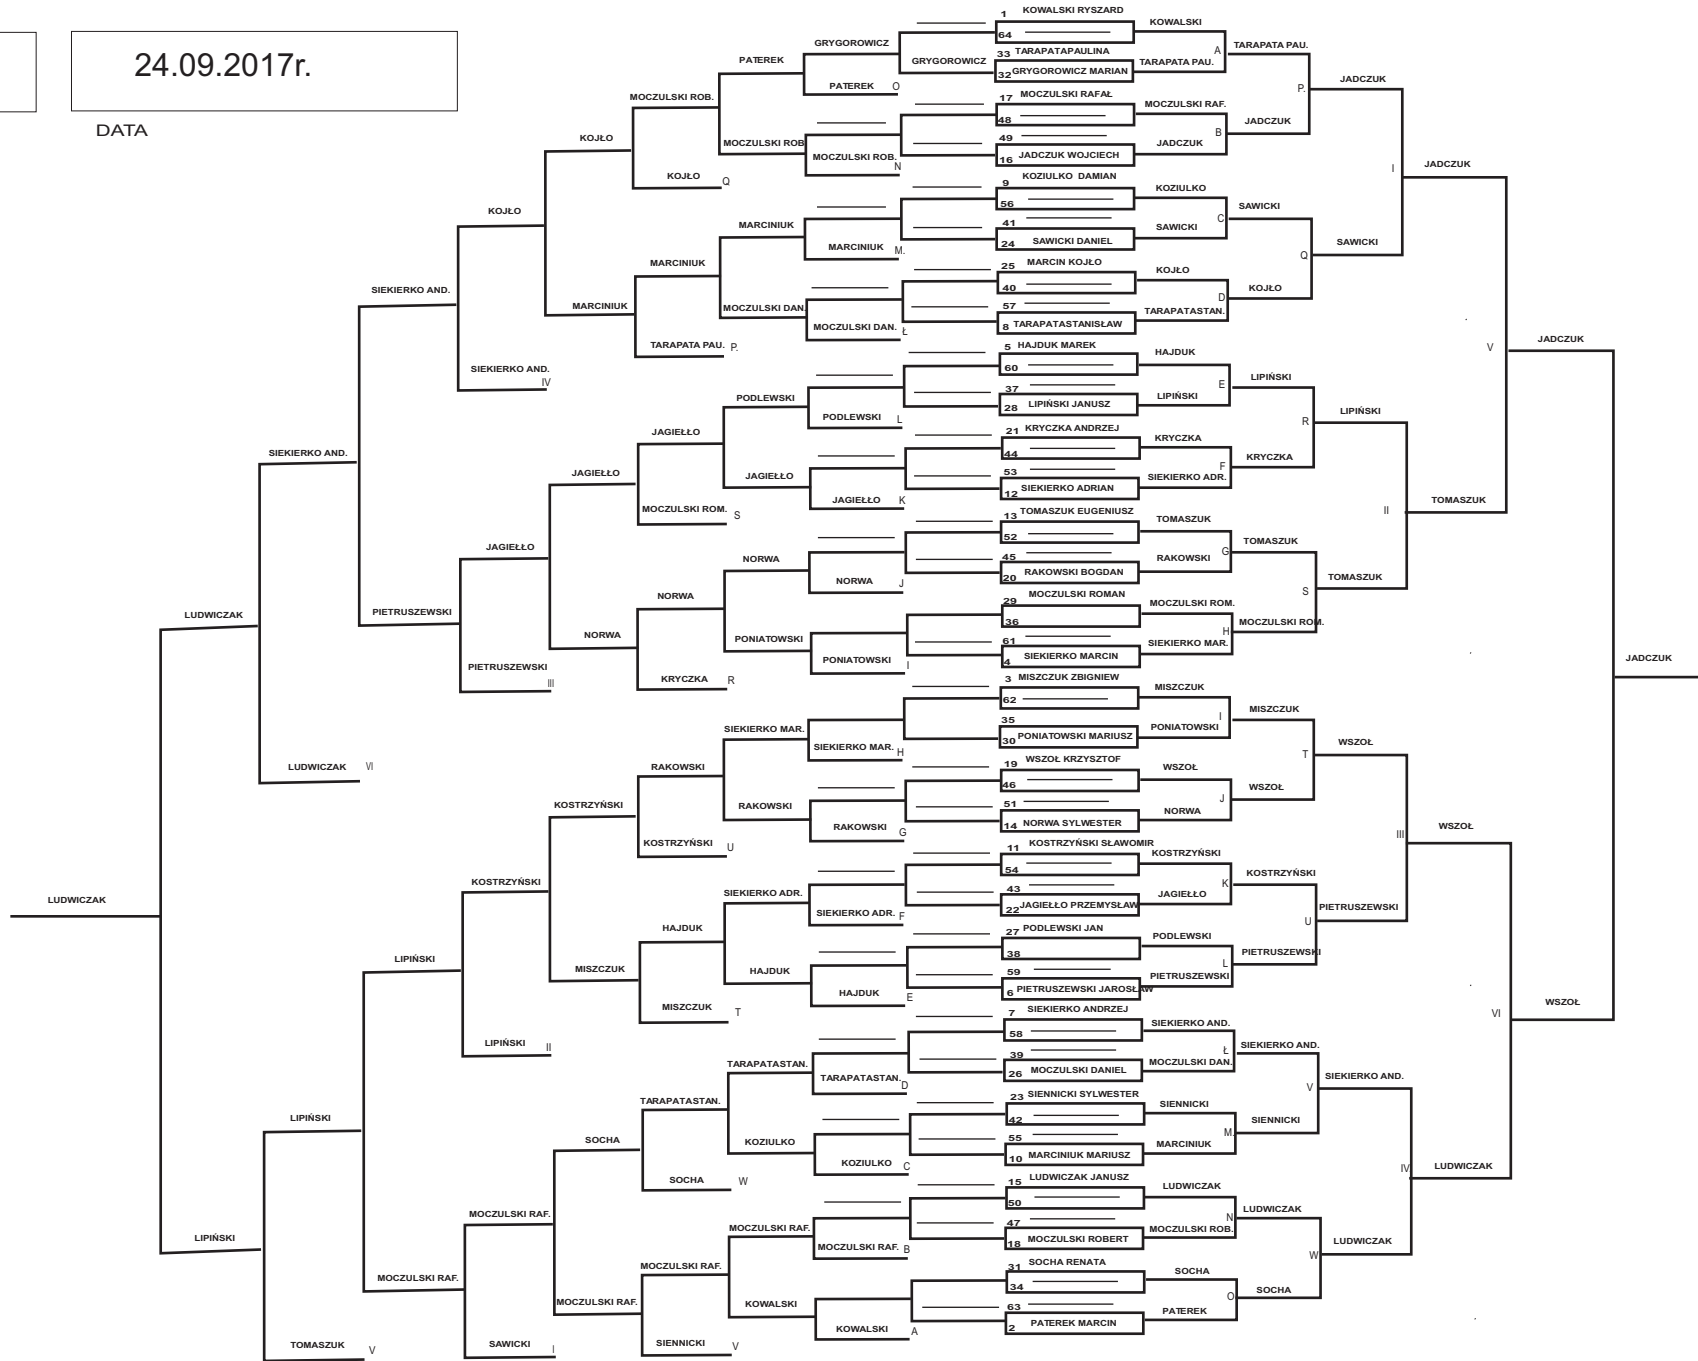 24.09.2017r.
DATA
LUDWICZAK
LUDWICZAK
LIPIŃSKI
SIEKIERKO AND.
LUDWICZAK VI
LIPIŃSKI
TOMASZUK V
SIEKIERKO AND.
PIETRUSZEWSKI
LIPIŃSKI
MOCZULSKI RAF.
KOJŁO
SIEKIERKO AND.
IV
JAGIEŁŁO
PIETRUSZEWSKI
III
KOSTRZYŃSKI
LIPIŃSKI II
MOCZULSKI RAF.
SAWICKI I
KOJŁO
MARCINIUK
JAGIEŁŁO
NORWA
KOSTRZYŃSKI
MISZCZUK
SOCHA
MOCZULSKI RAF.
MOCZULSKI ROB.
KOJŁO Q
MARCINIUK
TARAPATA PAU. P.
JAGIEŁŁO
MOCZULSKI ROM. S
NORWA
KRYCZKA R
RAKOWSKI
KOSTRZYŃSKI U
HAJDUK
MISZCZUK T
TARAPATASTAN.
SOCHA W
MOCZULSKI RAF.
SIENNICKI V
PATEREK
MOCZULSKI ROB
MARCINIUK
MOCZULSKI DAN.
PODLEWSKI
JAGIEŁŁO
NORWA
PONIATOWSKI
SIEKIERKO MAR.
RAKOWSKI
SIEKIERKO ADR.
HAJDUK
TARAPATASTAN.
KOZIULKO
MOCZULSKI RAF.
KOWALSKI
GRYGOROWICZ
PATEREK O
MOCZULSKI ROB.
N
MARCINIUK M.
MOCZULSKI DAN. Ł
PODLEWSKI L
JAGIEŁŁO K
NORWA J
PONIATOWSKI I
SIEKIERKO MAR. H
RAKOWSKI G
SIEKIERKO ADR. F
HAJDUK E
TARAPATASTAN. D
KOZIULKO C
MOCZULSKI RAF. B
KOWALSKI A
GRYGOROWICZ
1 KOWALSKI RYSZARD
64
33 TARAPATAPAULINA
32 GRYGOROWICZ MARIAN
17 MOCZULSKI RAFAŁ
48
49
16 JADCZUK WOJCIECH
9 KOZIULKO DAMIAN
56
41
24 SAWICKI DANIEL
25 MARCIN KOJŁO
40
57
8 TARAPATASTANISŁAW
5 HAJDUK MAREK
60
37
28 LIPIŃSKI JANUSZ
21 KRYCZKA ANDRZEJ
44
53
12 SIEKIERKO ADRIAN
13 TOMASZUK EUGENIUSZ
52
45
20 RAKOWSKI BOGDAN
29 MOCZULSKI ROMAN
36
61
4 SIEKIERKO MARCIN
3 MISZCZUK ZBIGNIEW
62
35
30 PONIATOWSKI MARIUSZ
19 WSZOŁ KRZYSZTOF
46
51
14 NORWA SYLWESTER
11 KOSTRZYŃSKI SŁAWOMIR
54
43
22 JAGIEŁŁO PRZEMYSŁAW
27 PODLEWSKI JAN
38
59
6 PIETRUSZEWSKI JAROSŁAW
7 SIEKIERKO ANDRZEJ
58
39
26 MOCZULSKI DANIEL
23 SIENNICKI SYLWESTER
42
55
10 MARCINIUK MARIUSZ
15 LUDWICZAK JANUSZ
50
47
18 MOCZULSKI ROBERT
31 SOCHA RENATA
34
63
2 PATEREK MARCIN
KOWALSKI
A
TARAPATA PAU.
MOCZULSKI RAF.
B
JADCZUK
KOZIULKO
C
SAWICKI
KOJŁO
D
TARAPATASTAN.
HAJDUK
E
LIPIŃSKI
KRYCZKA
F
SIEKIERKO ADR.
TOMASZUK
G
RAKOWSKI
MOCZULSKI ROM.
H
SIEKIERKO MAR.
MISZCZUK
I
PONIATOWSKI
WSZOŁ
J
NORWA
KOSTRZYŃSKI
K
JAGIEŁŁO
PODLEWSKI
L
PIETRUSZEWSKI
SIEKIERKO AND.
Ł
MOCZULSKI DAN.
SIENNICKI
M.
MARCINIUK
LUDWICZAK
N
MOCZULSKI ROB.
SOCHA
O
PATEREK
TARAPATA PAU.
P.
JADCZUK
SAWICKI
Q
KOJŁO
LIPIŃSKI
R
KRYCZKA
TOMASZUK
S
MOCZULSKI ROM.
MISZCZUK
T
WSZOŁ
KOSTRZYŃSKI
U
PIETRUSZEWSKI
SIEKIERKO AND.
V
SIENNICKI
LUDWICZAK
W
SOCHA
JADCZUK
I
SAWICKI
LIPIŃSKI
II
TOMASZUK
WSZOŁ
III
PIETRUSZEWSKI
SIEKIERKO AND.
IV
LUDWICZAK
JADCZUK
V
TOMASZUK
WSZOŁ
VI
LUDWICZAK
JADCZUK
WSZOŁ
JADCZUK